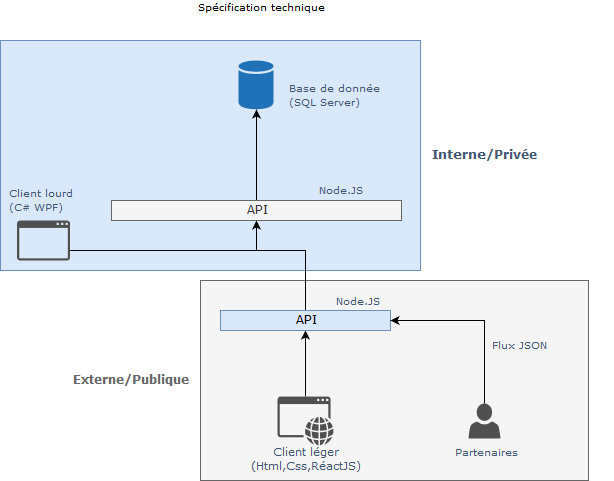 Spécification technique
Base de donnée
(SQL Server)
Interne/Privée
Node.JS
Client lourd
(C# WPF)
API
Node.JS
API
Flux JSON
Externe/Publique
Client léger
(Html,Css,RéactJS)
Partenaires